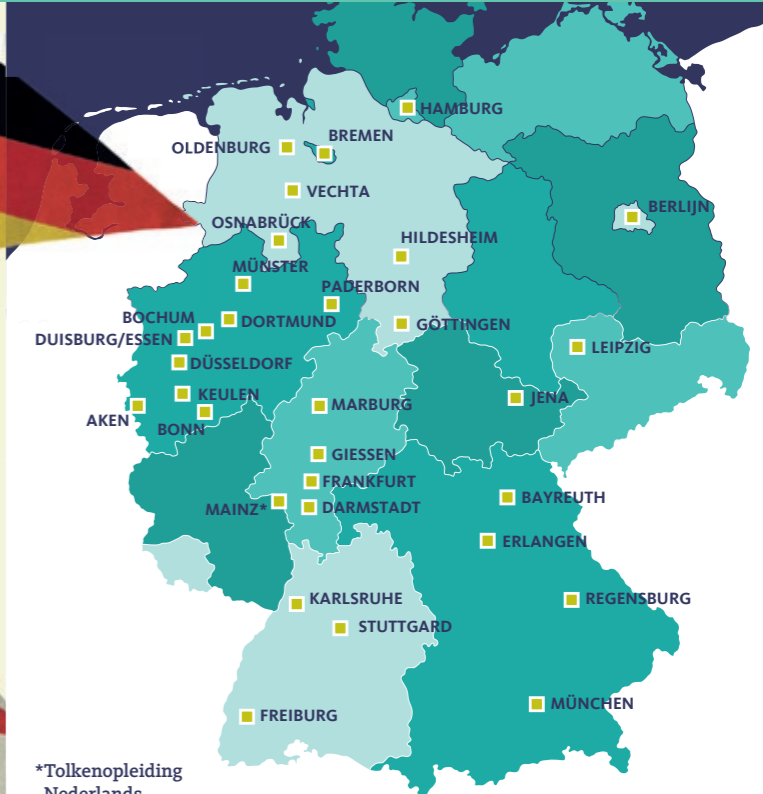 HAMBURG
BREMEN
OLDENBURG
VECHTA
BERLIJN
OSNABRÜCK
HILDESHEIM
MÜNSTER
PADERBORN
BOCHUM
DORTMUND
GÖTTINGEN
DUISBURG/ESSEN
LEIPZIG
DÜSSELDORF
KEULEN
JENA
MARBURG
AKEN
BONN
GIESSEN
FRANKFURT
BAYREUTH
MAINZ*
DARMSTADT
ERLANGEN
KARLSRUHE
REGENSBURG
STUTTGARD
MÜNCHEN
FREIBURG
*Tolkenopleiding
Nederlands